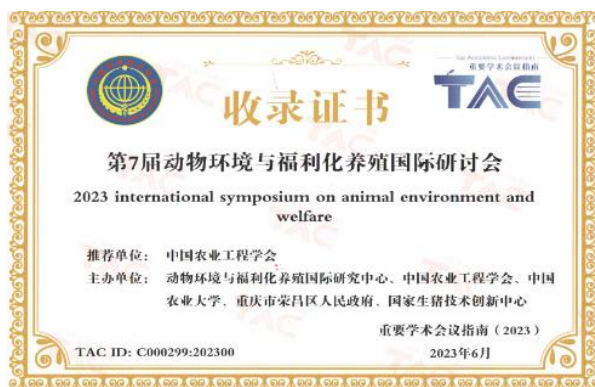 Top Academic Conferences
重要学术会议指南
TAC
收录证书
第7届动物环境与福利化养殖国际研讨会
2023 international symposium on animal environment and
welfare
推荐单位： 中国农业工程学会
主办单位： 动物环境与福利化养殖国际研究中心、中国农业工程学会、中国
农业大学、重庆市荣昌区人民政府、国家生猪技术创新中心
重要学术会议指南（2023）
TAC ID: C000299:202300
2023年6月